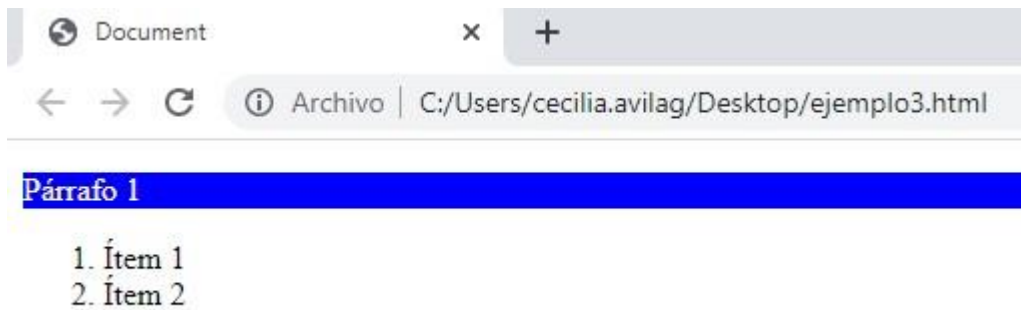 Document
Archivo | C:/Users/cecilia.avilag/Desktop/ejemplo3.html
Párrafo 1
1. Ítem 1
2. Ítem 2